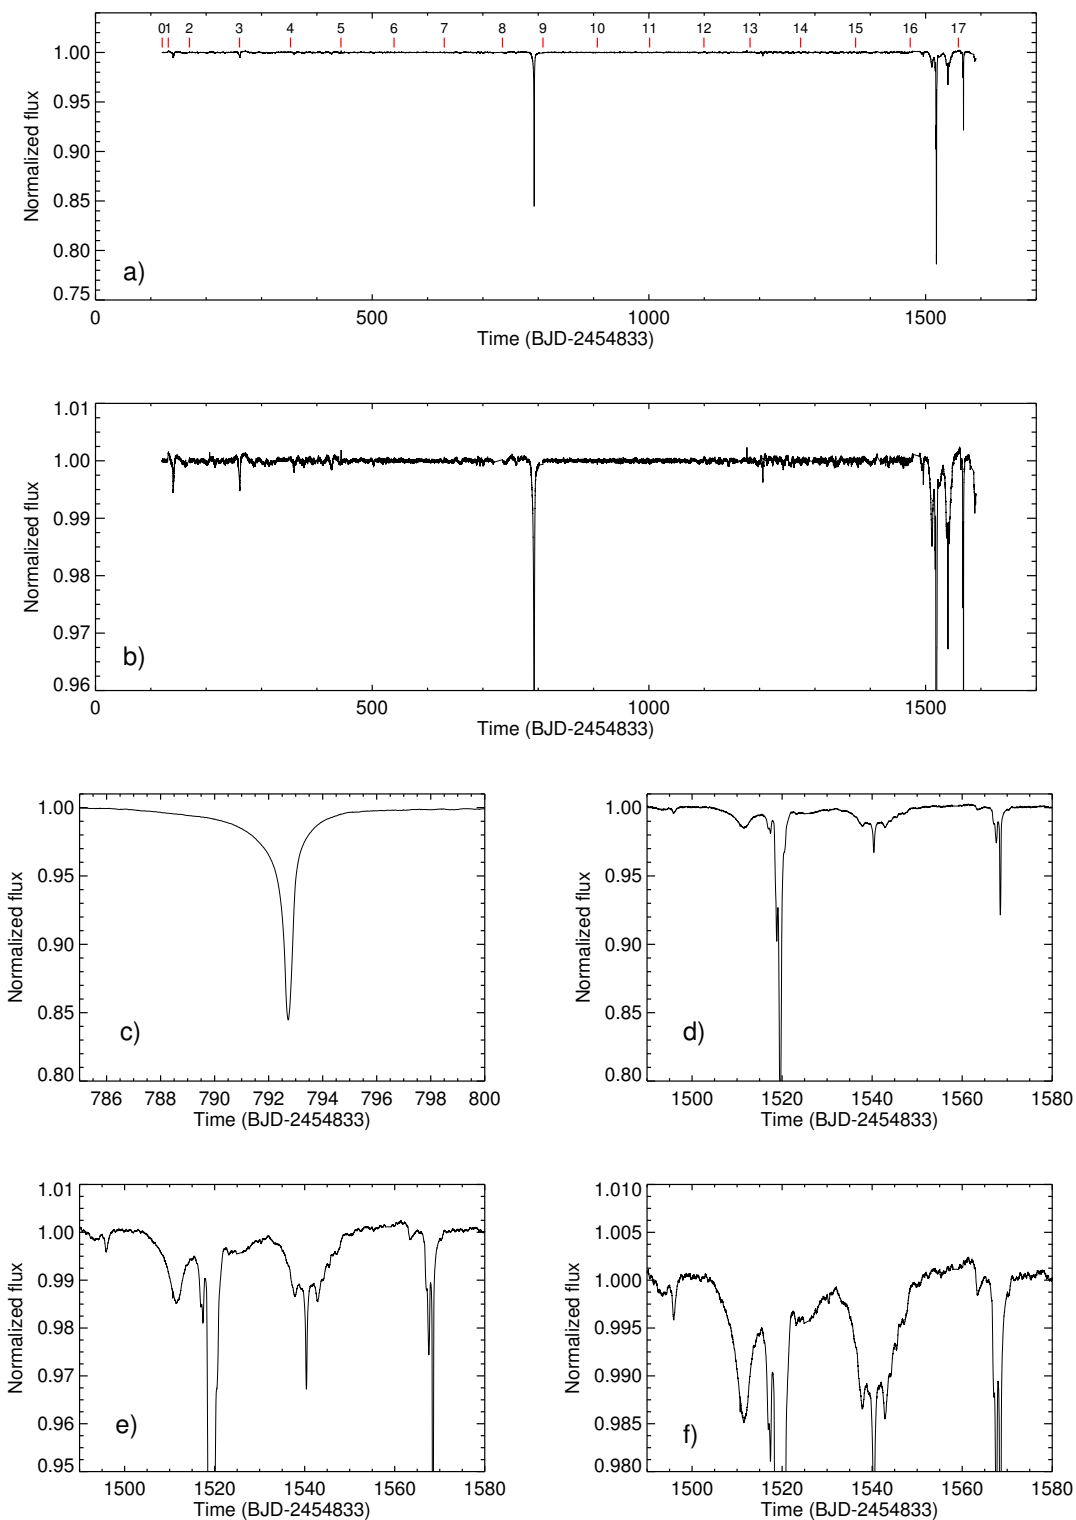 0 1 2 3 4 5 6 7 8 9 10 11 12 13 14 15 16 17
Normalized flux
1.00
0.95
0.90
0.85
0.80
0.75
a)
0 500 1000 1500
Time (BJD-2454833)
Normalized flux
1.01
1.00
0.99
0.98
0.97
0.96
b)
0 500 1000 1500
Time (BJD-2454833)
Normalized flux
1.00
0.95
0.90
0.85
0.80
c)
786 788 790 792 794 796 798 800
Time (BJD-2454833)
Normalized flux
1.00
0.95
0.90
0.85
0.80
d)
1500 1520 1540 1560 1580
Time (BJD-2454833)
Normalized flux
1.01
1.00
0.99
0.98
0.97
0.96
0.95
e)
1500 1520 1540 1560 1580
Time (BJD-2454833)
Normalized flux
1.010
1.005
1.000
0.995
0.990
0.985
0.980
f)
1500 1520 1540 1560 1580
Time (BJD-2454833)